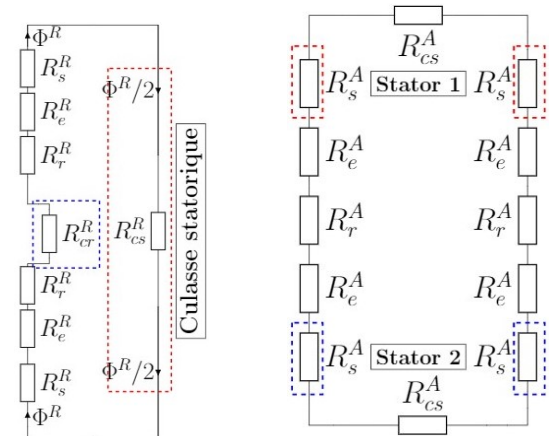 Φ^R
R_s^R
R_e^R
R_r^R
R_cr^R
R_r^R
R_e^R
R_s^R
Φ^R
Φ^R/2
R_cs^R
Φ^R/2
Culasse statorique
R_cs^A
R_s^A Stator 1 R_s^A
R_e^A R_e^A
R_r^A R_r^A
R_e^A R_e^A
R_s^A Stator 2 R_s^A
R_cs^A